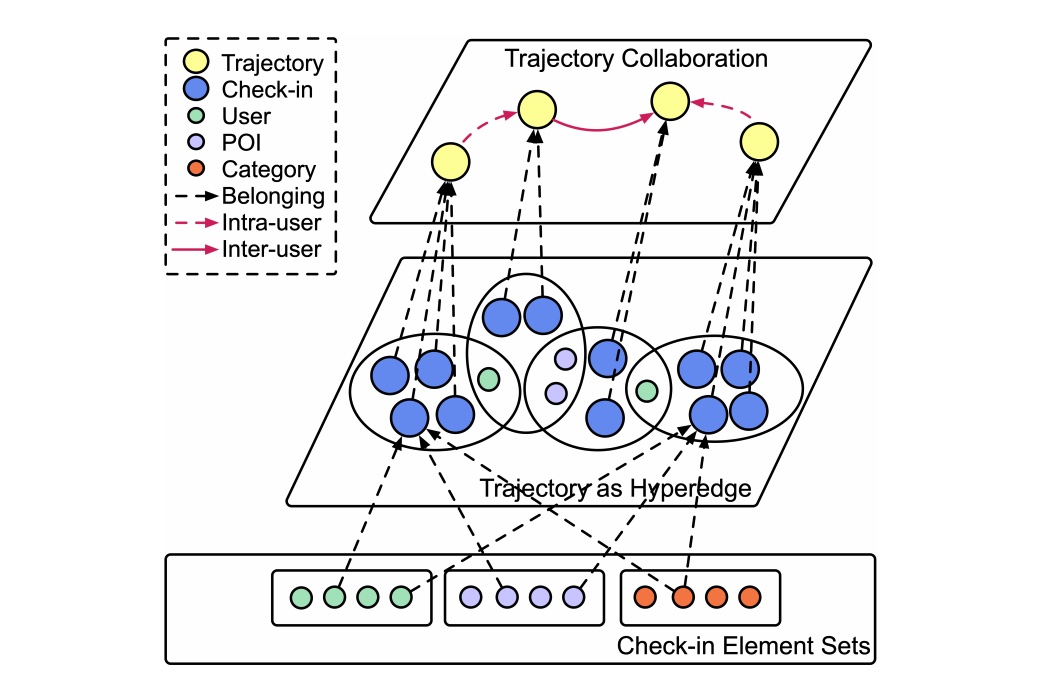 Trajectory
Check-in
User
POI
Category
Belonging
Intra-user
Inter-user
Trajectory Collaboration
Trajectory as Hyperedge
Check-in Element Sets